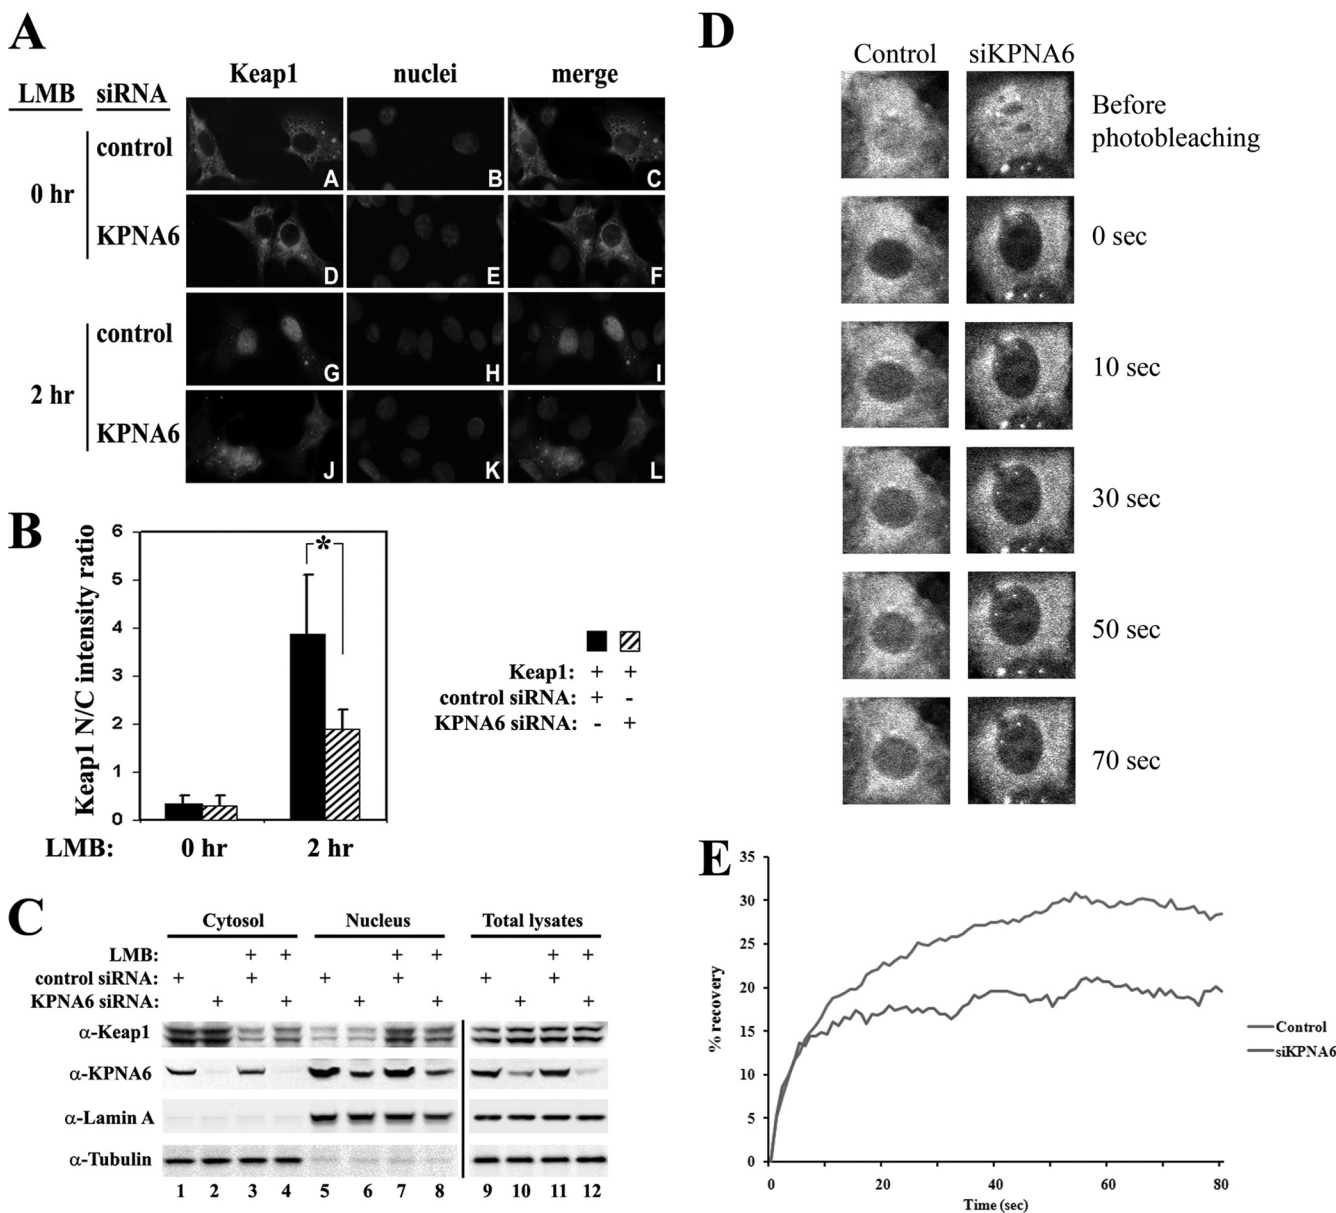 A
LMB siRNA Keap1 nuclei merge
0 hr
control
A B C
KPNA6
D E F
2 hr
control
G H I
KPNA6
J K L
B
Keap1 N/C intensity ratio
6
5
4
3
2
1
0
*
LMB: 0 hr 2 hr
Keap1: + +
control siRNA: + -
KPNA6 siRNA: - +
C
Cytosol Nucleus Total lysates
LMB: + + + + + +
control siRNA: + + + + + +
KPNA6 siRNA: + + + + + +
α-Keap1
α-KPNA6
α-Lamin A
α-Tubulin
1 2 3 4 5 6 7 8 9 10 11 12
D
Control siKPNA6
Before
photobleaching
0 sec
10 sec
30 sec
50 sec
70 sec
E
% recovery
35
30
25
20
15
10
5
0
0 20 40 60 80
Time (sec)
Control
siKPNA6